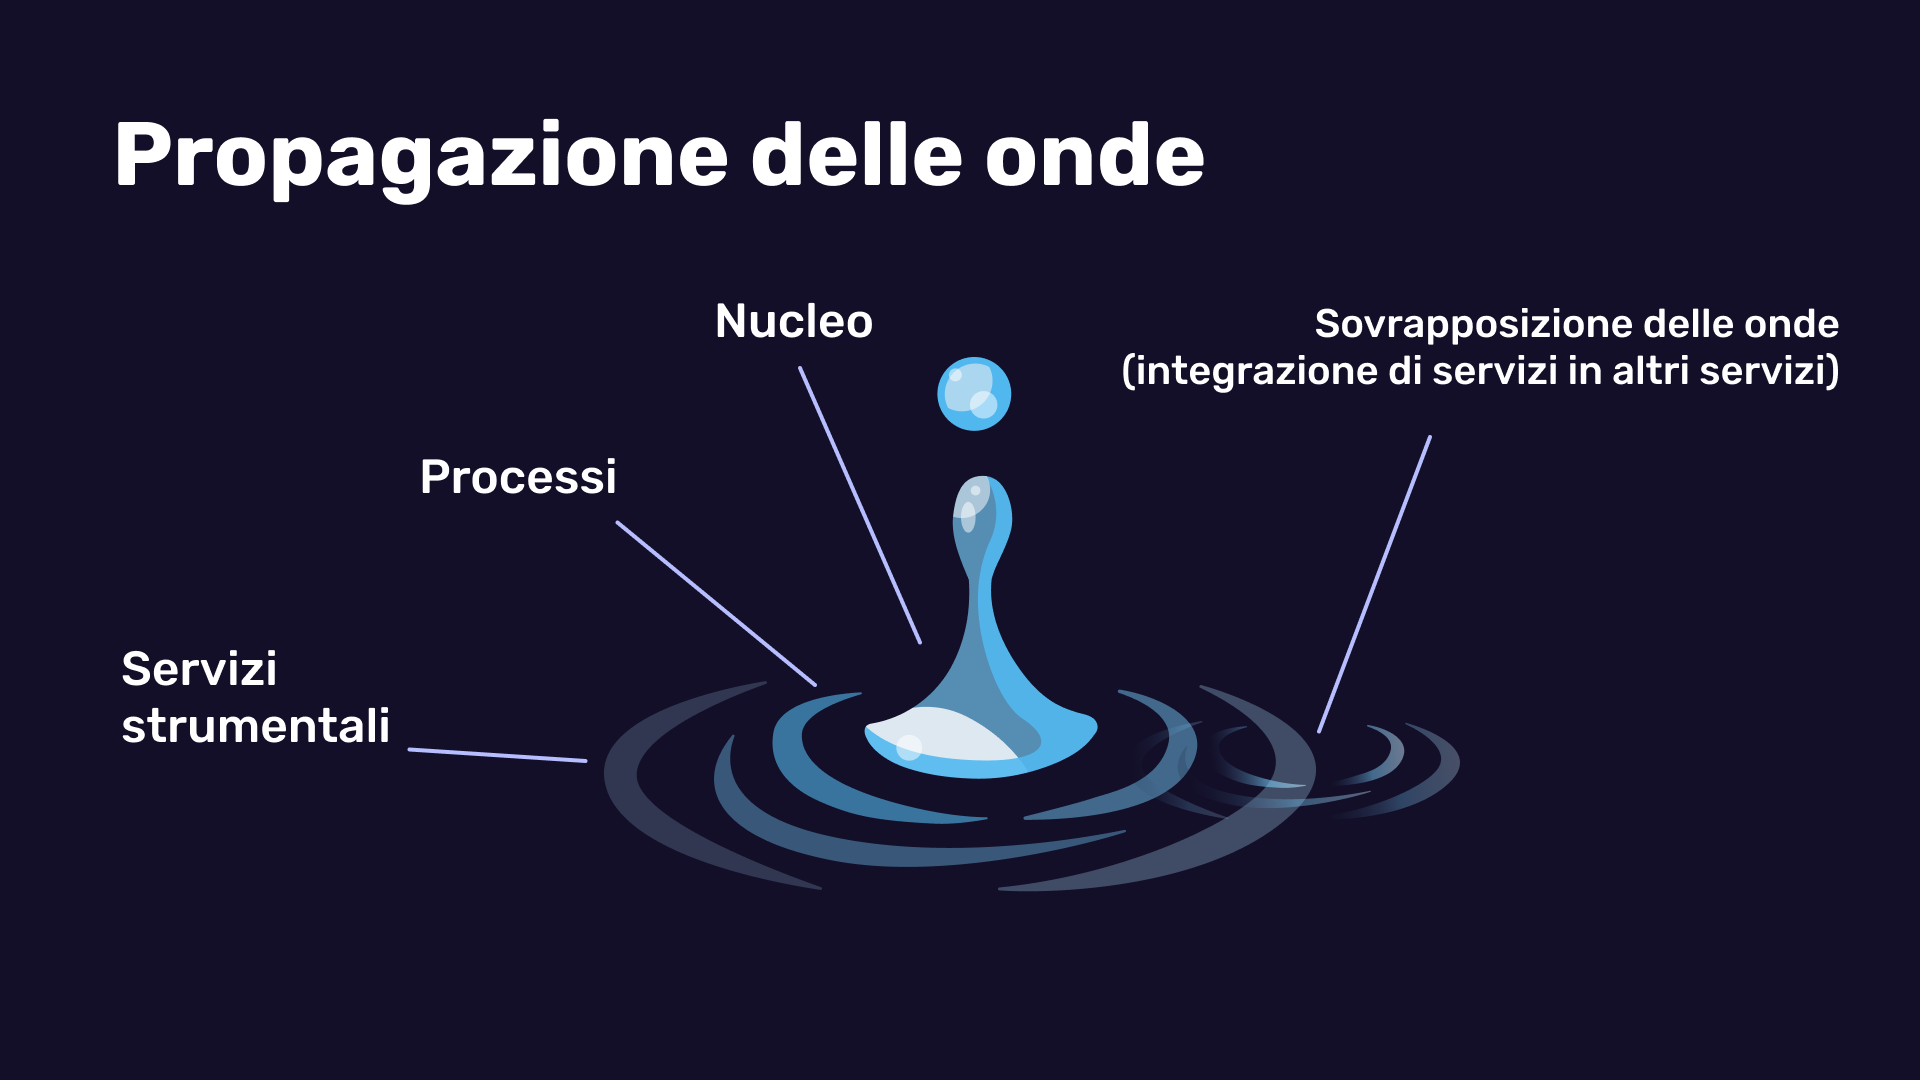 Propagazione delle onde
Nucleo
Sovrapposizione delle onde
(integrazione di servizi in altri servizi)
Processi
Servizi
strumentali